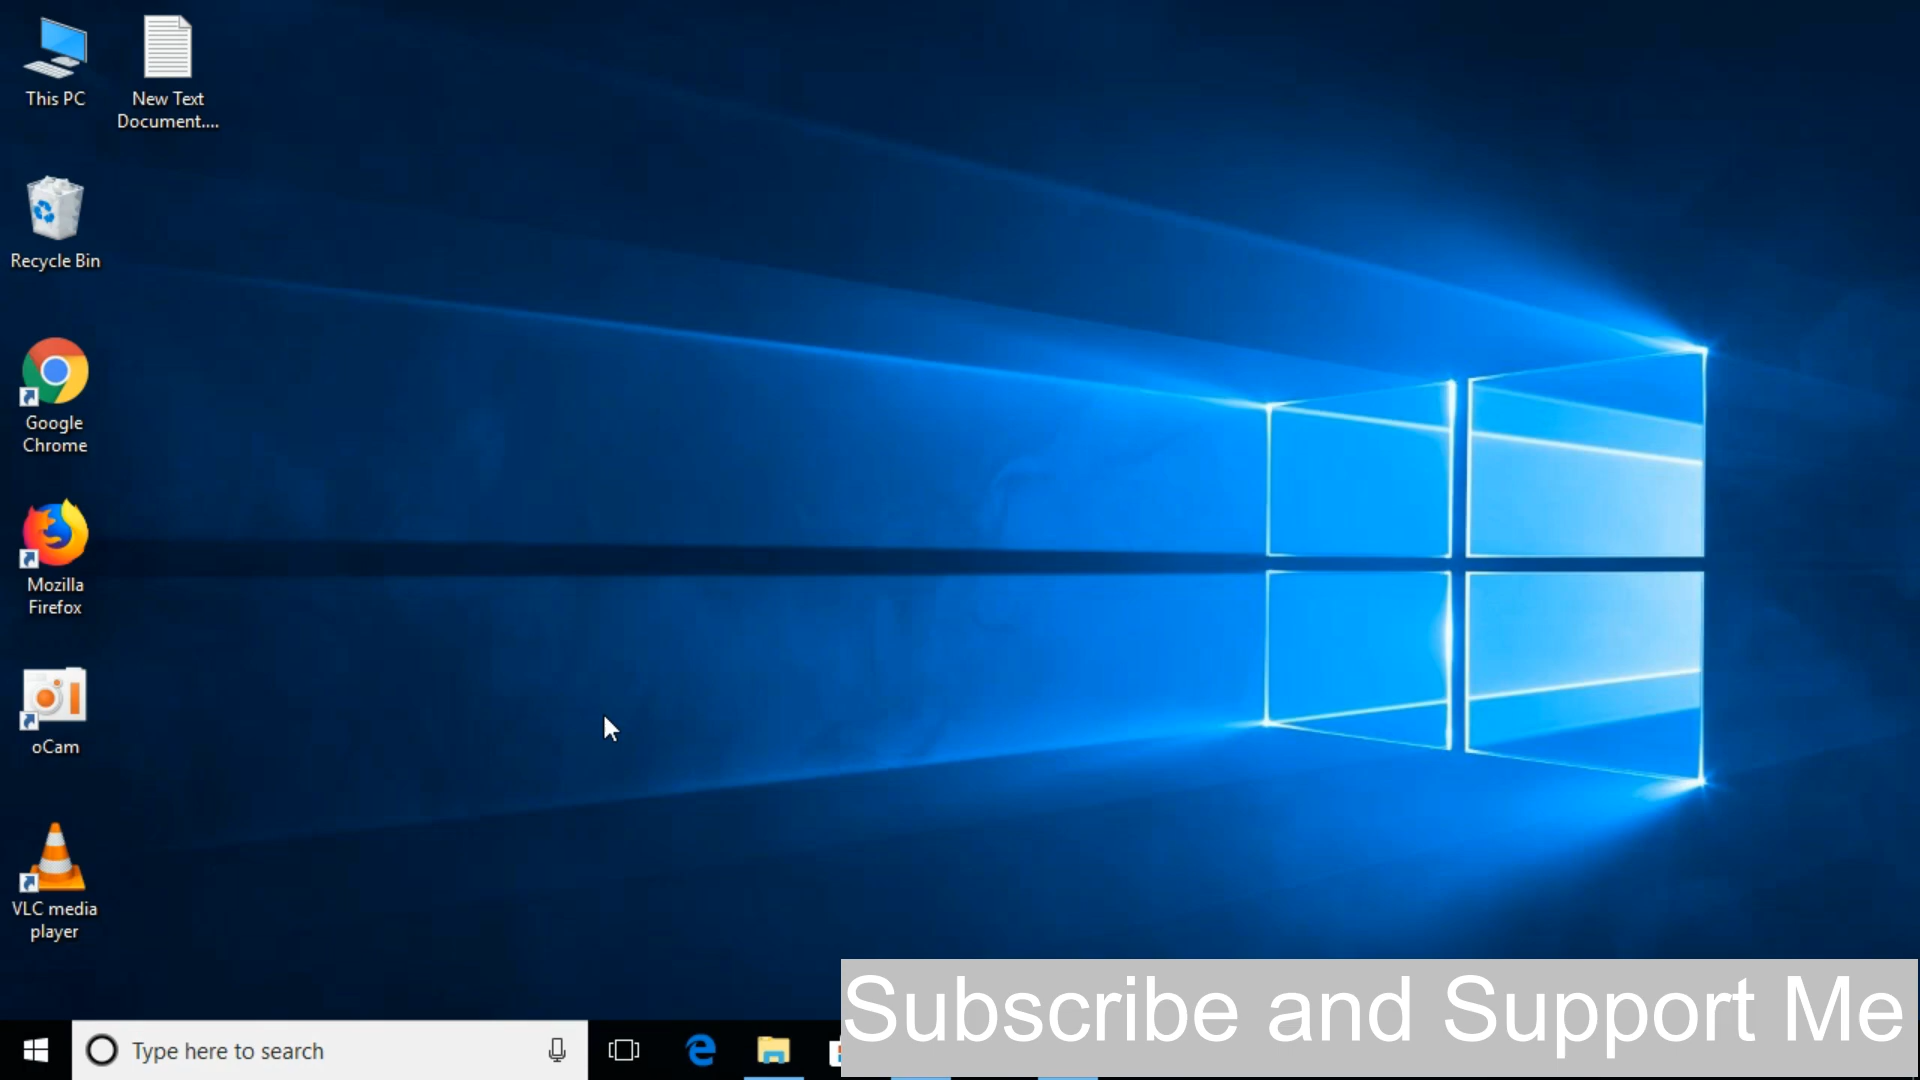 This PC
New Text
Document....
Recycle Bin
Google
Chrome
Mozilla
Firefox
oCam
VLC media
player
Type here to search
Subscribe and Support Me